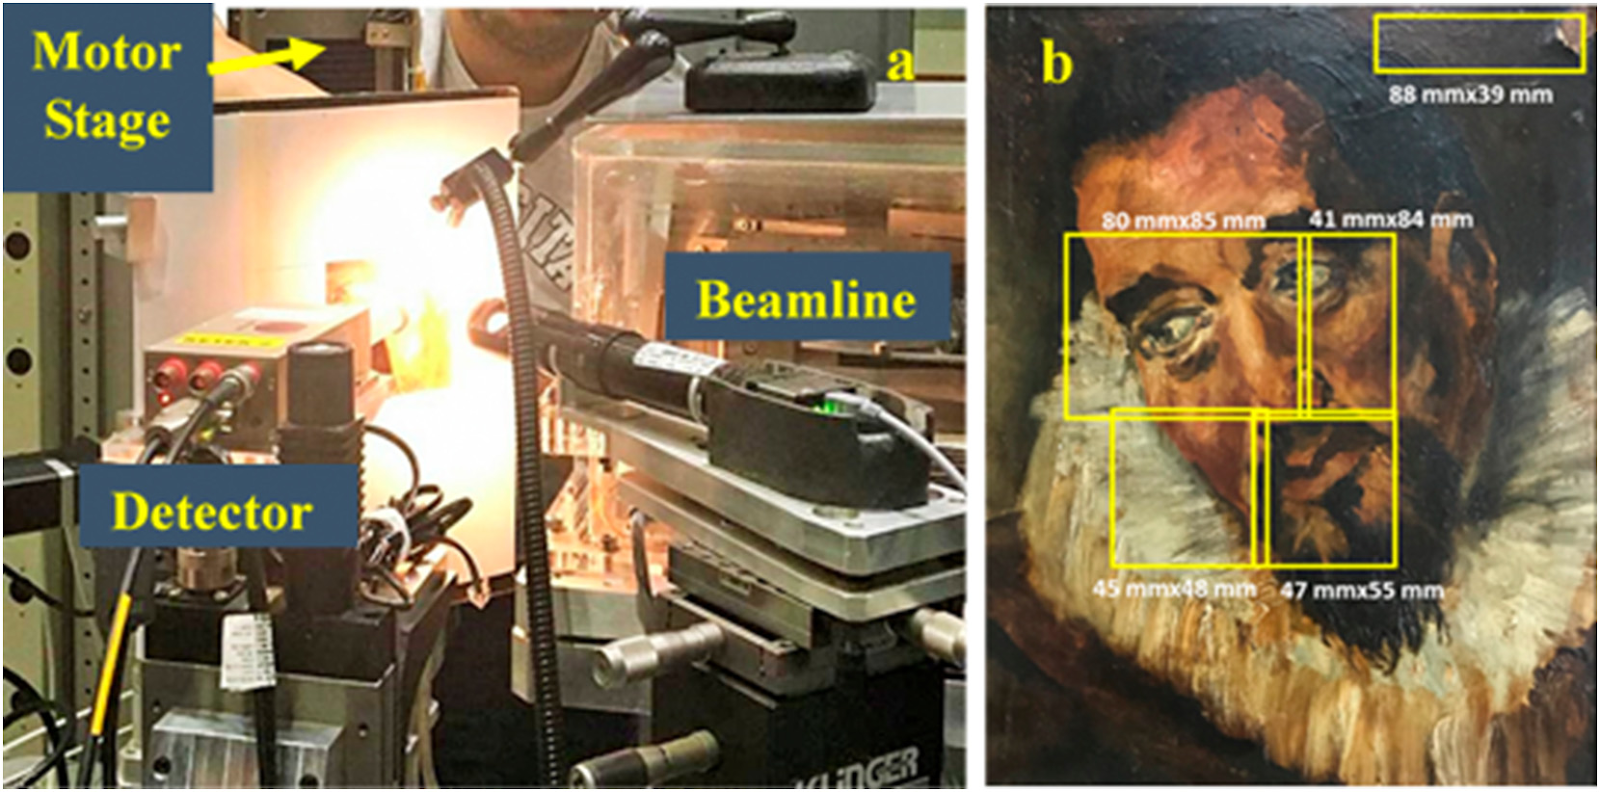 Motor
Stage
a
Beamline
Detector
KLINGER
b
88 mmx39 mm
80 mmx85 mm
41 mmx84 mm
45 mmx48 mm
47 mmx55 mm